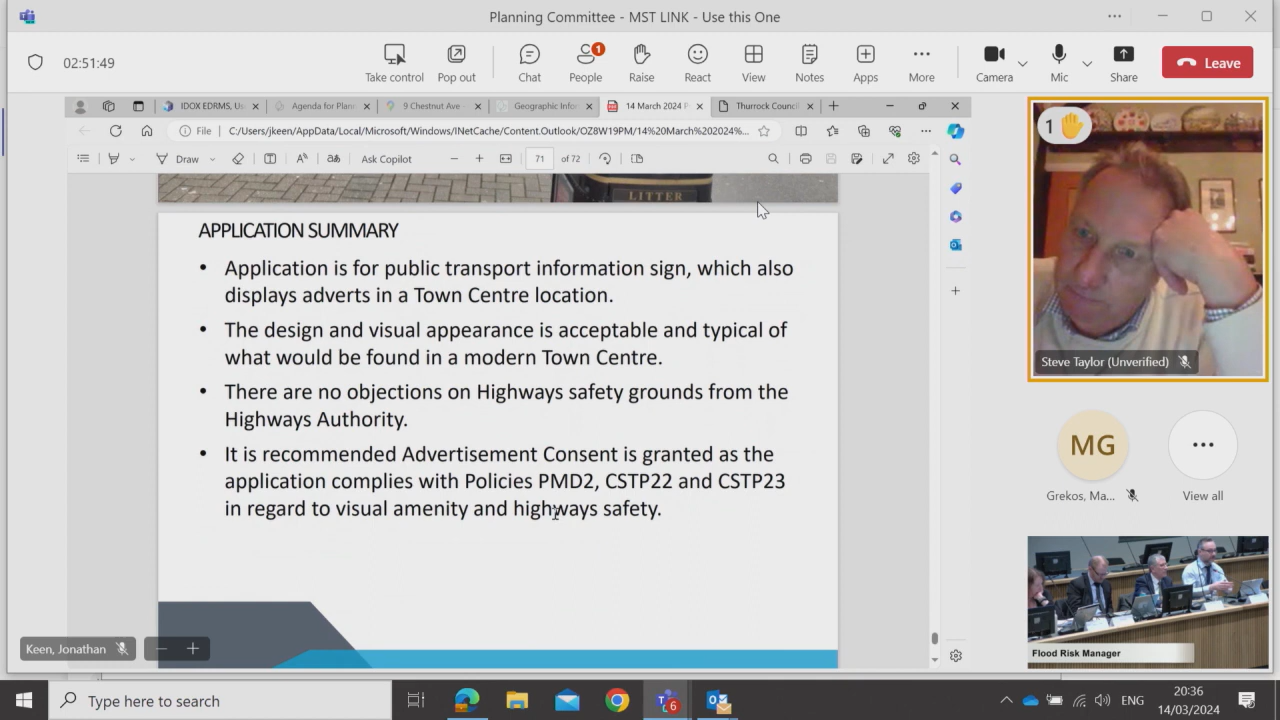 Planning Committee - MST LINK - Use this One
02:51:49
Take control
Pop out
Chat
1
People
Raise
React
View
Notes
Apps
More
Camera
Mic
Share
Leave
IDOX EDRMS, Us
Agenda for Plan
9 Chestnut Ave -
Geographic Infor
14 March 2024 P
Thurrock Council
File
C:/Users/jkeen/AppData/Local/Microsoft/Windows/INetCache/Content.Outlook/OZ8W19PM/14%20March%202024%...
Draw
aあ
Ask Copilot
71
of 72
LITTER
APPLICATION SUMMARY
• Application is for public transport information sign, which also
displays adverts in a Town Centre location.
• The design and visual appearance is acceptable and typical of
what would be found in a modern Town Centre.
• There are no objections on Highways safety grounds from the
Highways Authority.
• It is recommended Advertisement Consent is granted as the
application complies with Policies PMD2, CSTP22 and CSTP23
in regard to visual amenity and highways safety.
Keen, Jonathan
1
Steve Taylor (Unverified)
MG
Grekos, Ma...
View all
Flood Risk Manager
Type here to search
6
ENG
20:36
14/03/2024